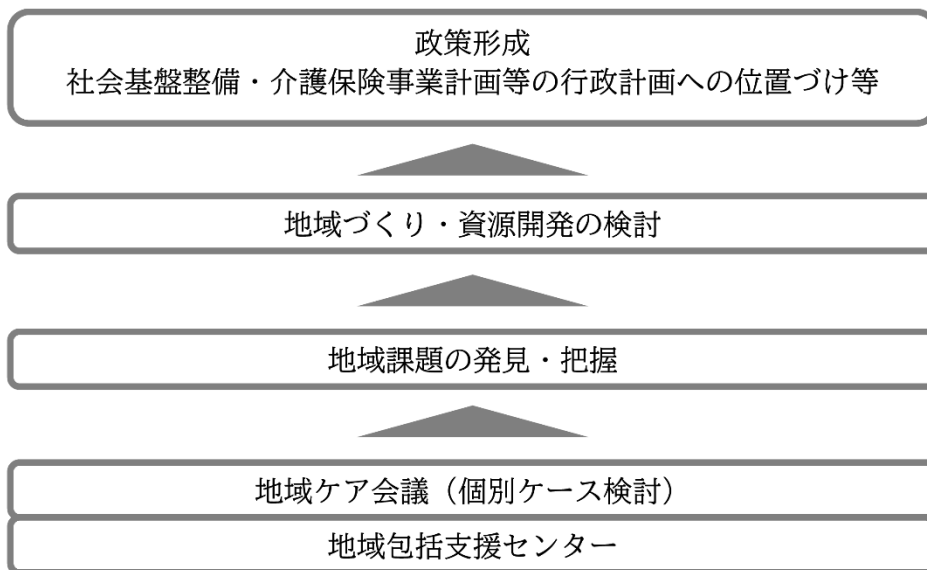 政策形成
社会基盤整備・介護保険事業計画等の行政計画への位置づけ等
地域づくり・資源開発の検討
地域課題の発見・把握
地域ケア会議（個別ケース検討）
地域包括支援センター